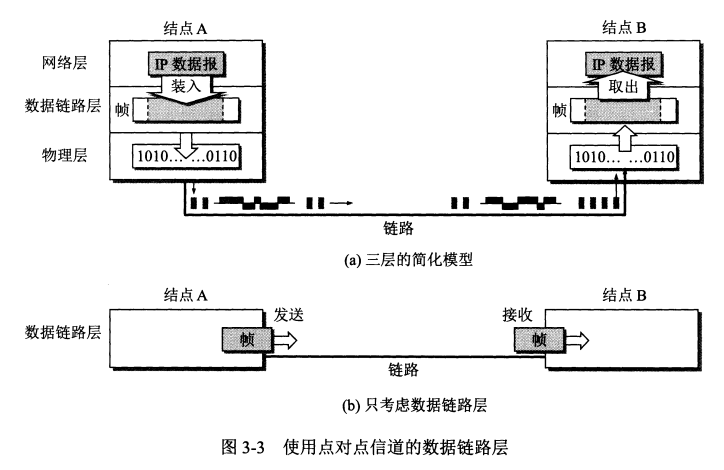 结点 A
结点 B
网络层
IP 数据报
IP 数据报
装入
取出
数据链路层
帧
帧
物理层
1010… …0110
1010… …0110
链路
(a) 三层的简化模型
结点 A
结点 B
发送
接收
数据链路层
帧
帧
链路
(b) 只考虑数据链路层
图 3-3 使用点对点信道的数据链路层